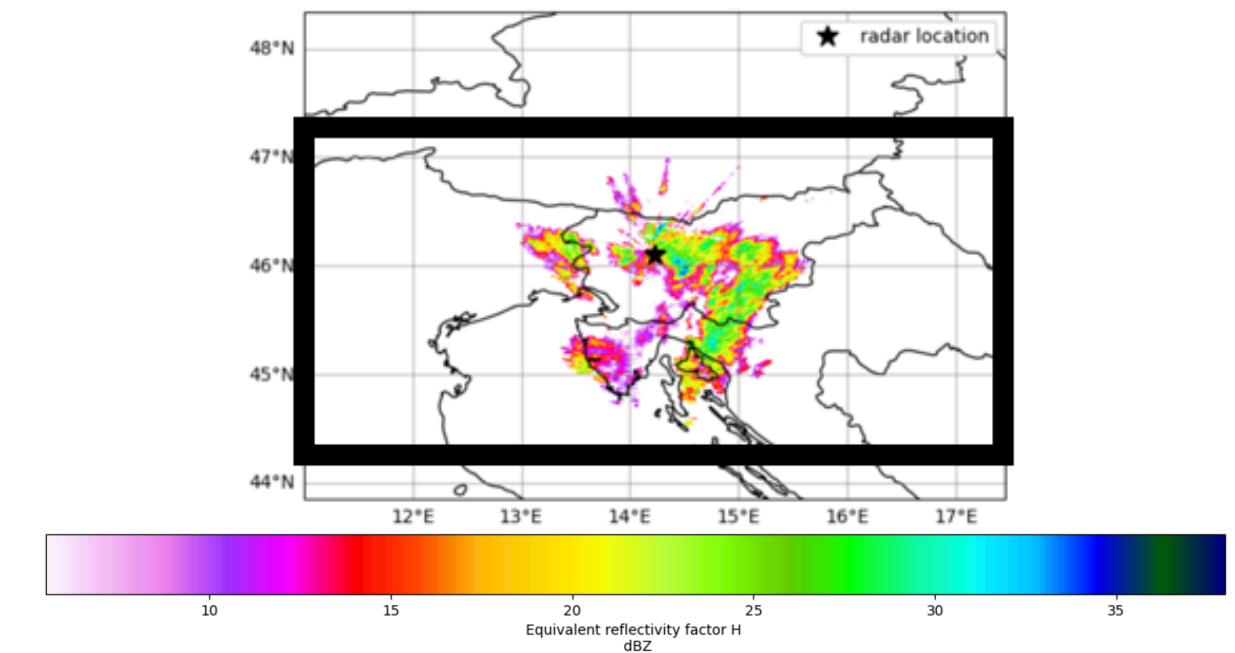 48°N
radar location
47°N
46°N
45°N
44°N
12°E 13°E 14°E 15°E 16°E 17°E
10 15 20 25 30 35
Equivalent reflectivity factor H
dBZ